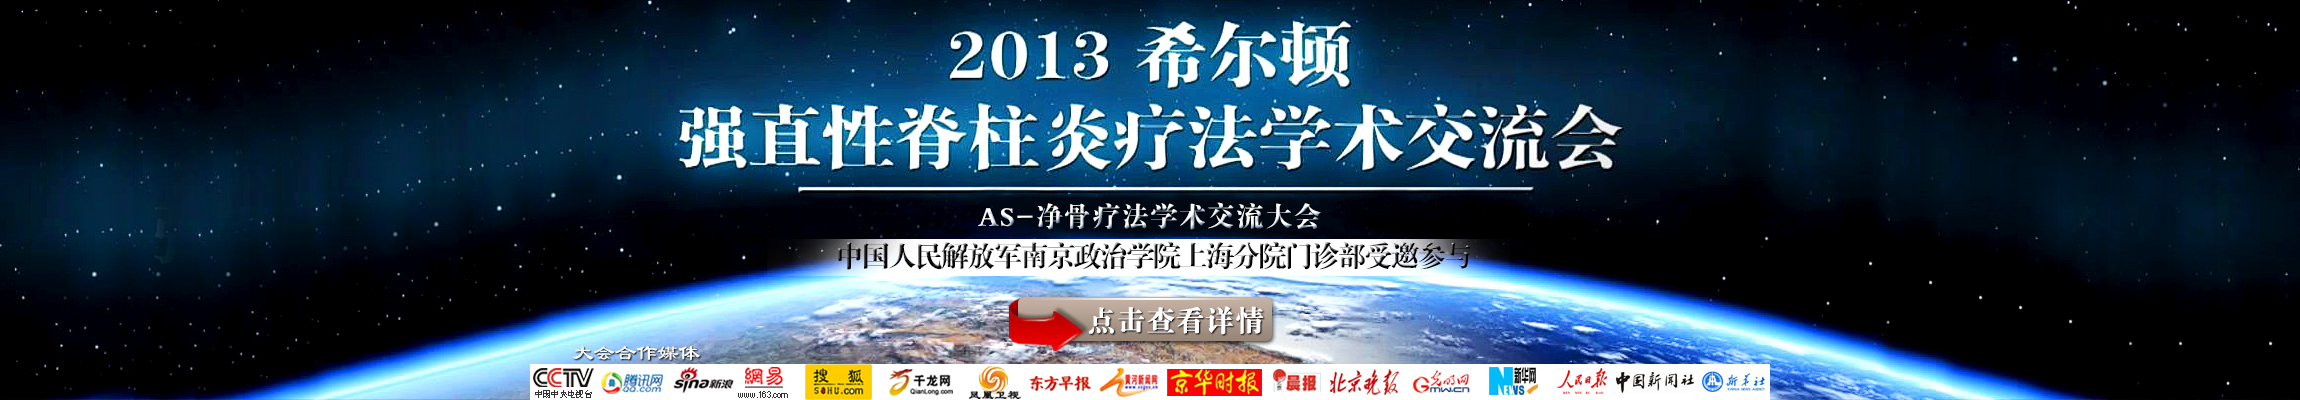 2013 希尔顿
强直性脊柱炎疗法学术交流会
AS-净骨疗法学术交流大会
中国人民解放军南京政治学院上海分院门诊部受邀参与
点击查看详情
大会合作媒体
CCTV 腾讯网 sina新浪 網易 搜狐 千龙网 凤凰卫视 东方早报 黄河新闻网 京华时报 晨报 北京晚报 光明网 新华网 人民日报 中国新闻社 新华社
中国中央电视台 QQ.com www.163.com SOHU.com QianLong.com GMW.CN NEWS